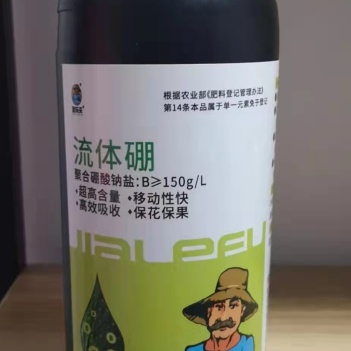 根据农业部《肥料登记管理办法》
第14条本品属于单一元素免于登记
流体硼
聚合硼酸钠盐:B≥150g/L
•超高含量 •移动性快
•高效吸收 •保花保果
JIALEFU